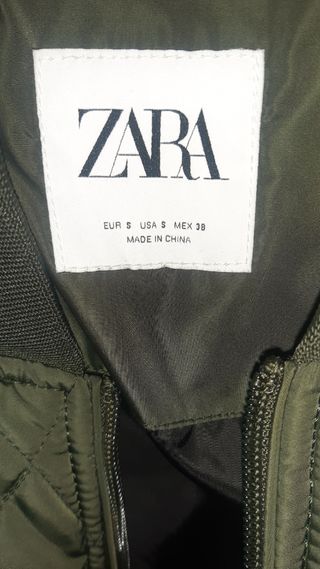 ZARA
EUR S USA S MEX 38
MADE IN CHINA